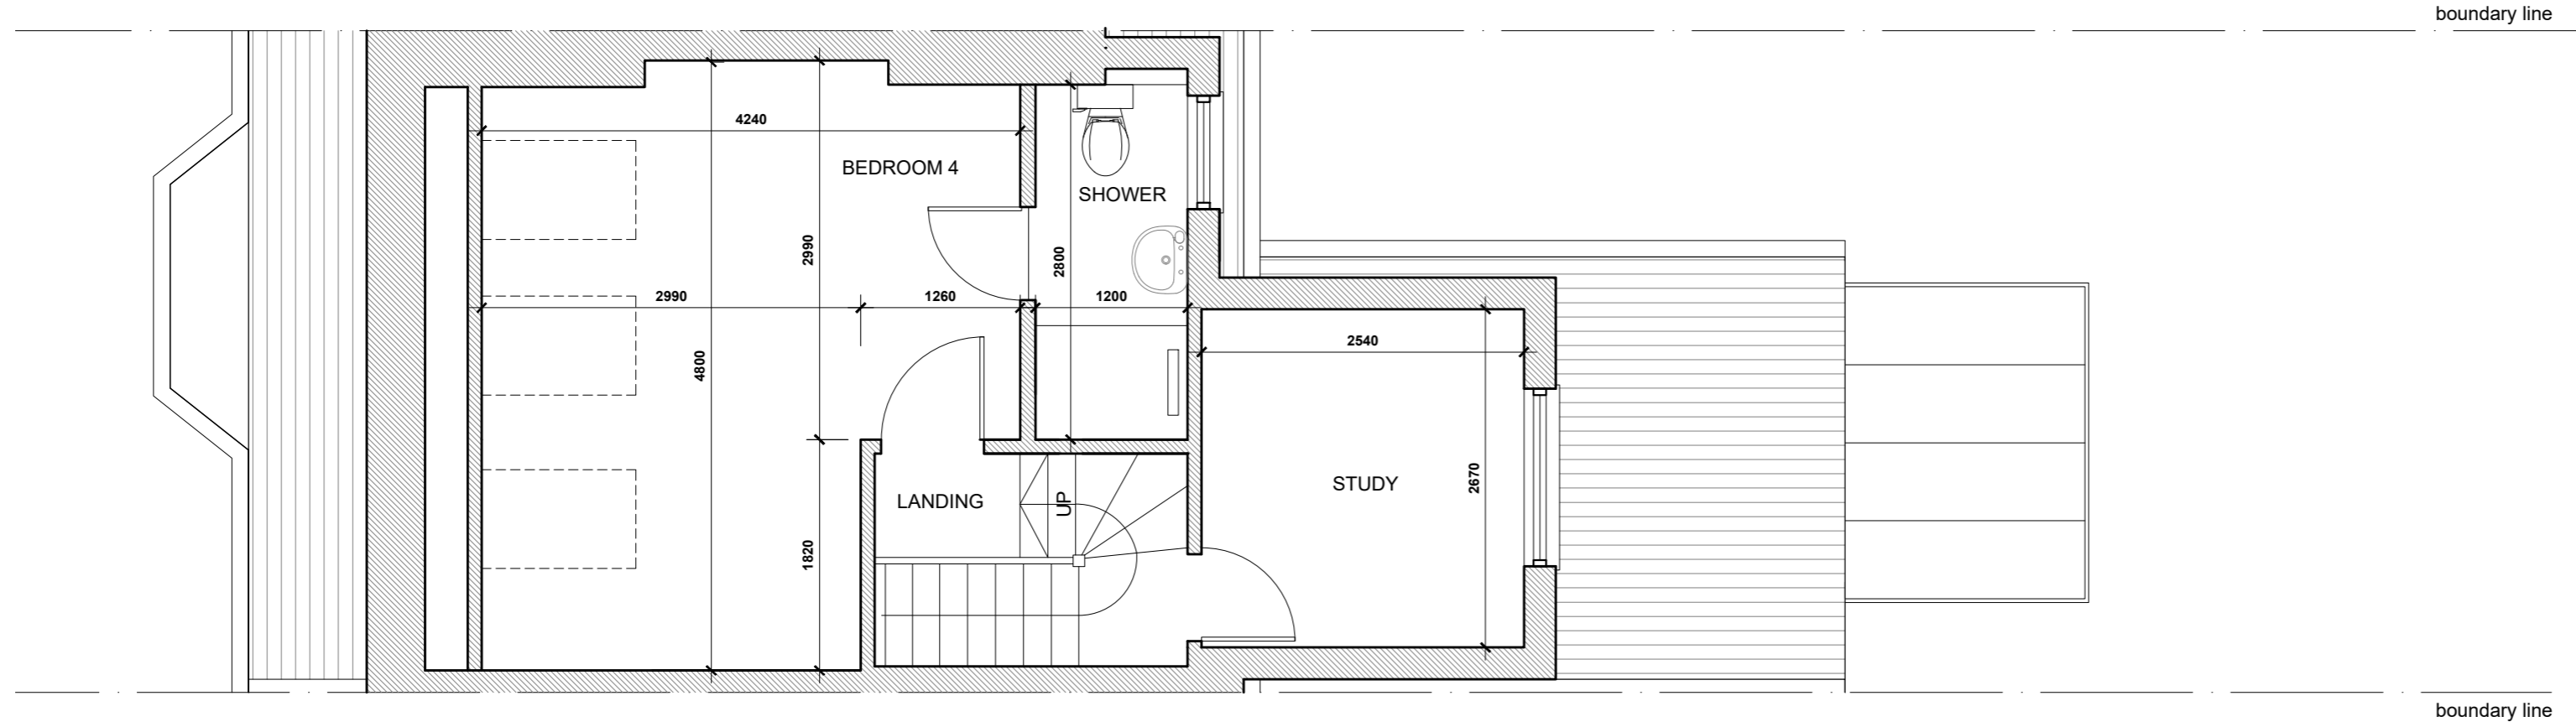 boundary line
4240
BEDROOM 4
SHOWER
2990
2800
2990
1260
1200
2540
4800
2670
STUDY
LANDING
UP
1820
boundary line